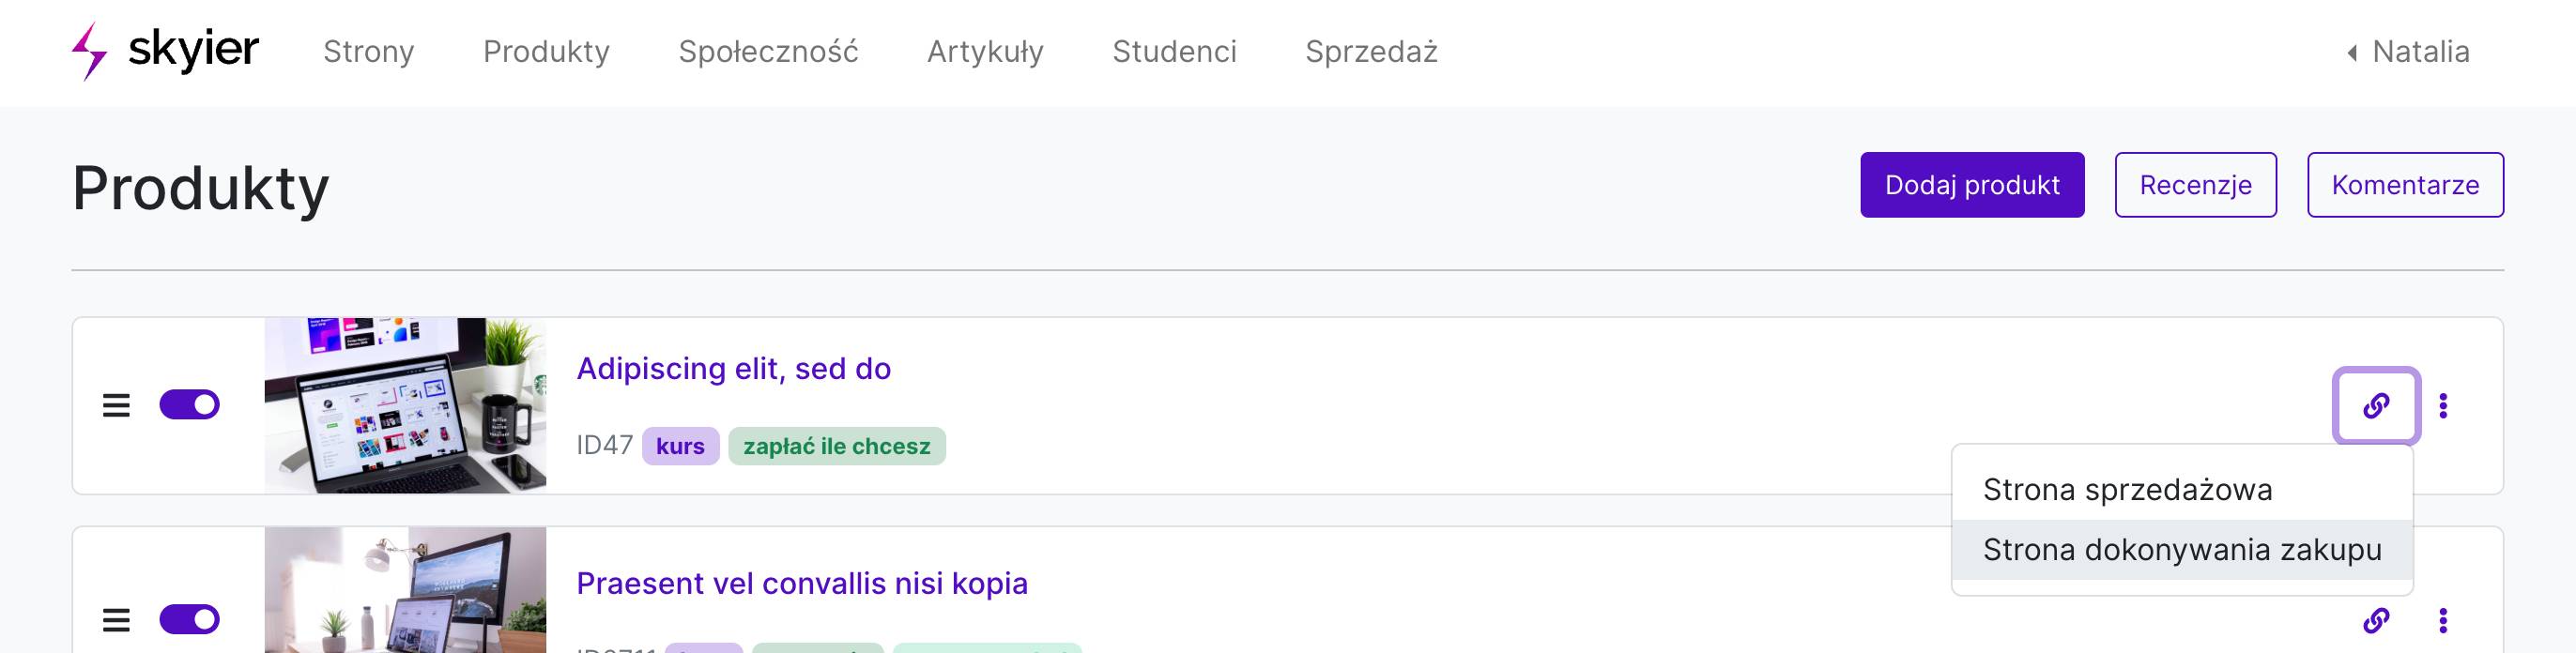 skyier Strony Produkty Społeczność Artykuły Studenci Sprzedaż Natalia
Produkty
Dodaj produkt Recenzje Komentarze
Adipiscing elit, sed do
ID47 kurs zapłać ile chcesz
Strona sprzedażowa
Strona dokonywania zakupu
Praesent vel convallis nisi kopia